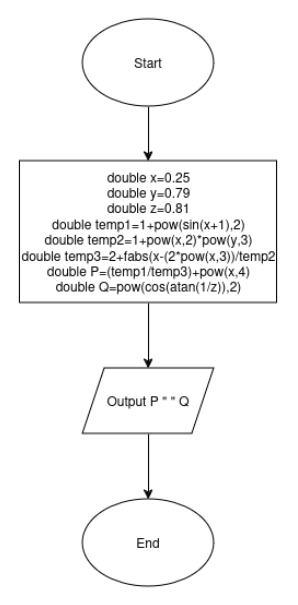 Start
double x=0.25
double y=0.79
double z=0.81
double temp1=1+pow(sin(x+1),2)
double temp2=1+pow(x,2)*pow(y,3)
double temp3=2+fabs(x-(2*pow(x,3))/temp2
double P=(temp1/temp3)+pow(x,4)
double Q=pow(cos(atan(1/z)),2)
Output P " " Q
End